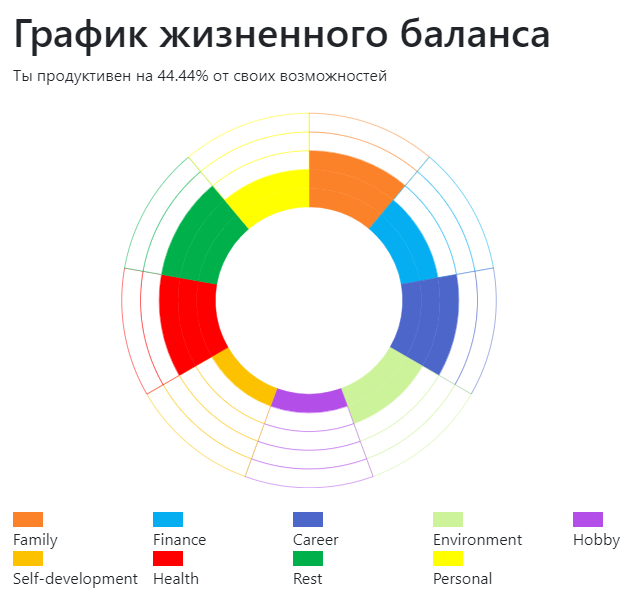 График жизненного баланса
Ты продуктивен на 44.44% от своих возможностей
Family Finance Career Environment Hobby
Self-development Health Rest Personal